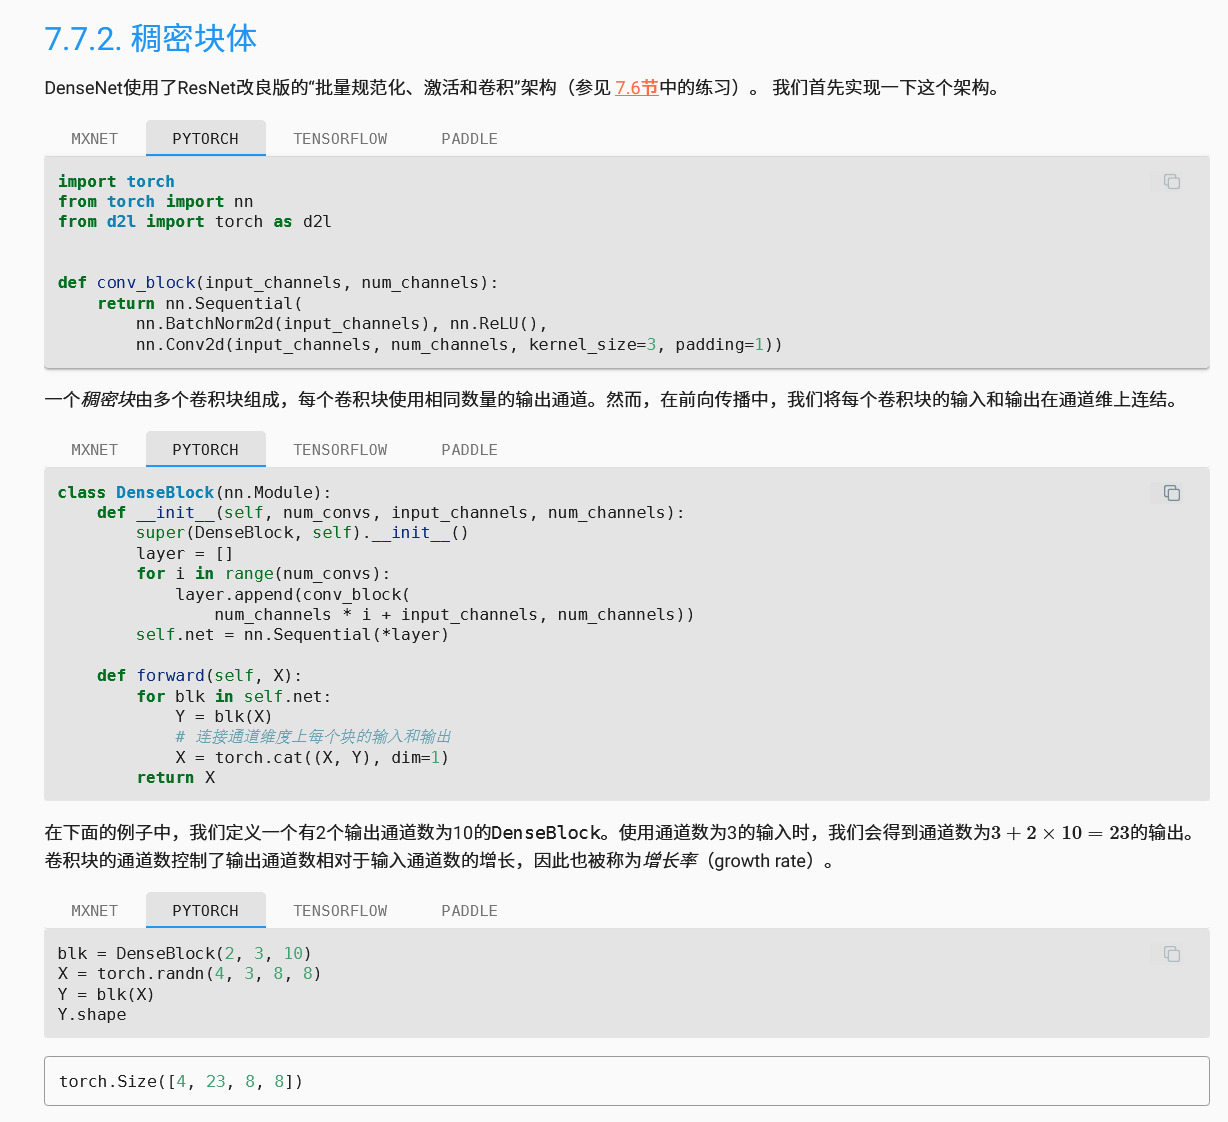 7.7.2. 稠密块体
DenseNet使用了ResNet改良版的“批量规范化、激活和卷积”架构（参见 7.6节中的练习）。 我们首先实现一下这个架构。
MXNET PYTORCH TENSORFLOW PADDLE
import torch
from torch import nn
from d2l import torch as d2l
def conv_block(input_channels, num_channels):
    return nn.Sequential(
        nn.BatchNorm2d(input_channels), nn.ReLU(),
        nn.Conv2d(input_channels, num_channels, kernel_size=3, padding=1))
一个稠密块由多个卷积块组成，每个卷积块使用相同数量的输出通道。然而，在前向传播中，我们将每个卷积块的输入和输出在通道维上连结。
MXNET PYTORCH TENSORFLOW PADDLE
class DenseBlock(nn.Module):
    def __init__(self, num_convs, input_channels, num_channels):
        super(DenseBlock, self).__init__()
        layer = []
        for i in range(num_convs):
            layer.append(conv_block(
                num_channels * i + input_channels, num_channels))
        self.net = nn.Sequential(*layer)
    def forward(self, X):
        for blk in self.net:
            Y = blk(X)
            # 连接通道维度上每个块的输入和输出
            X = torch.cat((X, Y), dim=1)
        return X
在下面的例子中，我们定义一个有2个输出通道数为10的DenseBlock。使用通道数为3的输入时，我们会得到通道数为3 + 2 × 10 = 23的输出。
卷积块的通道数控制了输出通道数相对于输入通道数的增长，因此也被称为增长率（growth rate）。
MXNET PYTORCH TENSORFLOW PADDLE
blk = DenseBlock(2, 3, 10)
X = torch.randn(4, 3, 8, 8)
Y = blk(X)
Y.shape
torch.Size([4, 23, 8, 8])